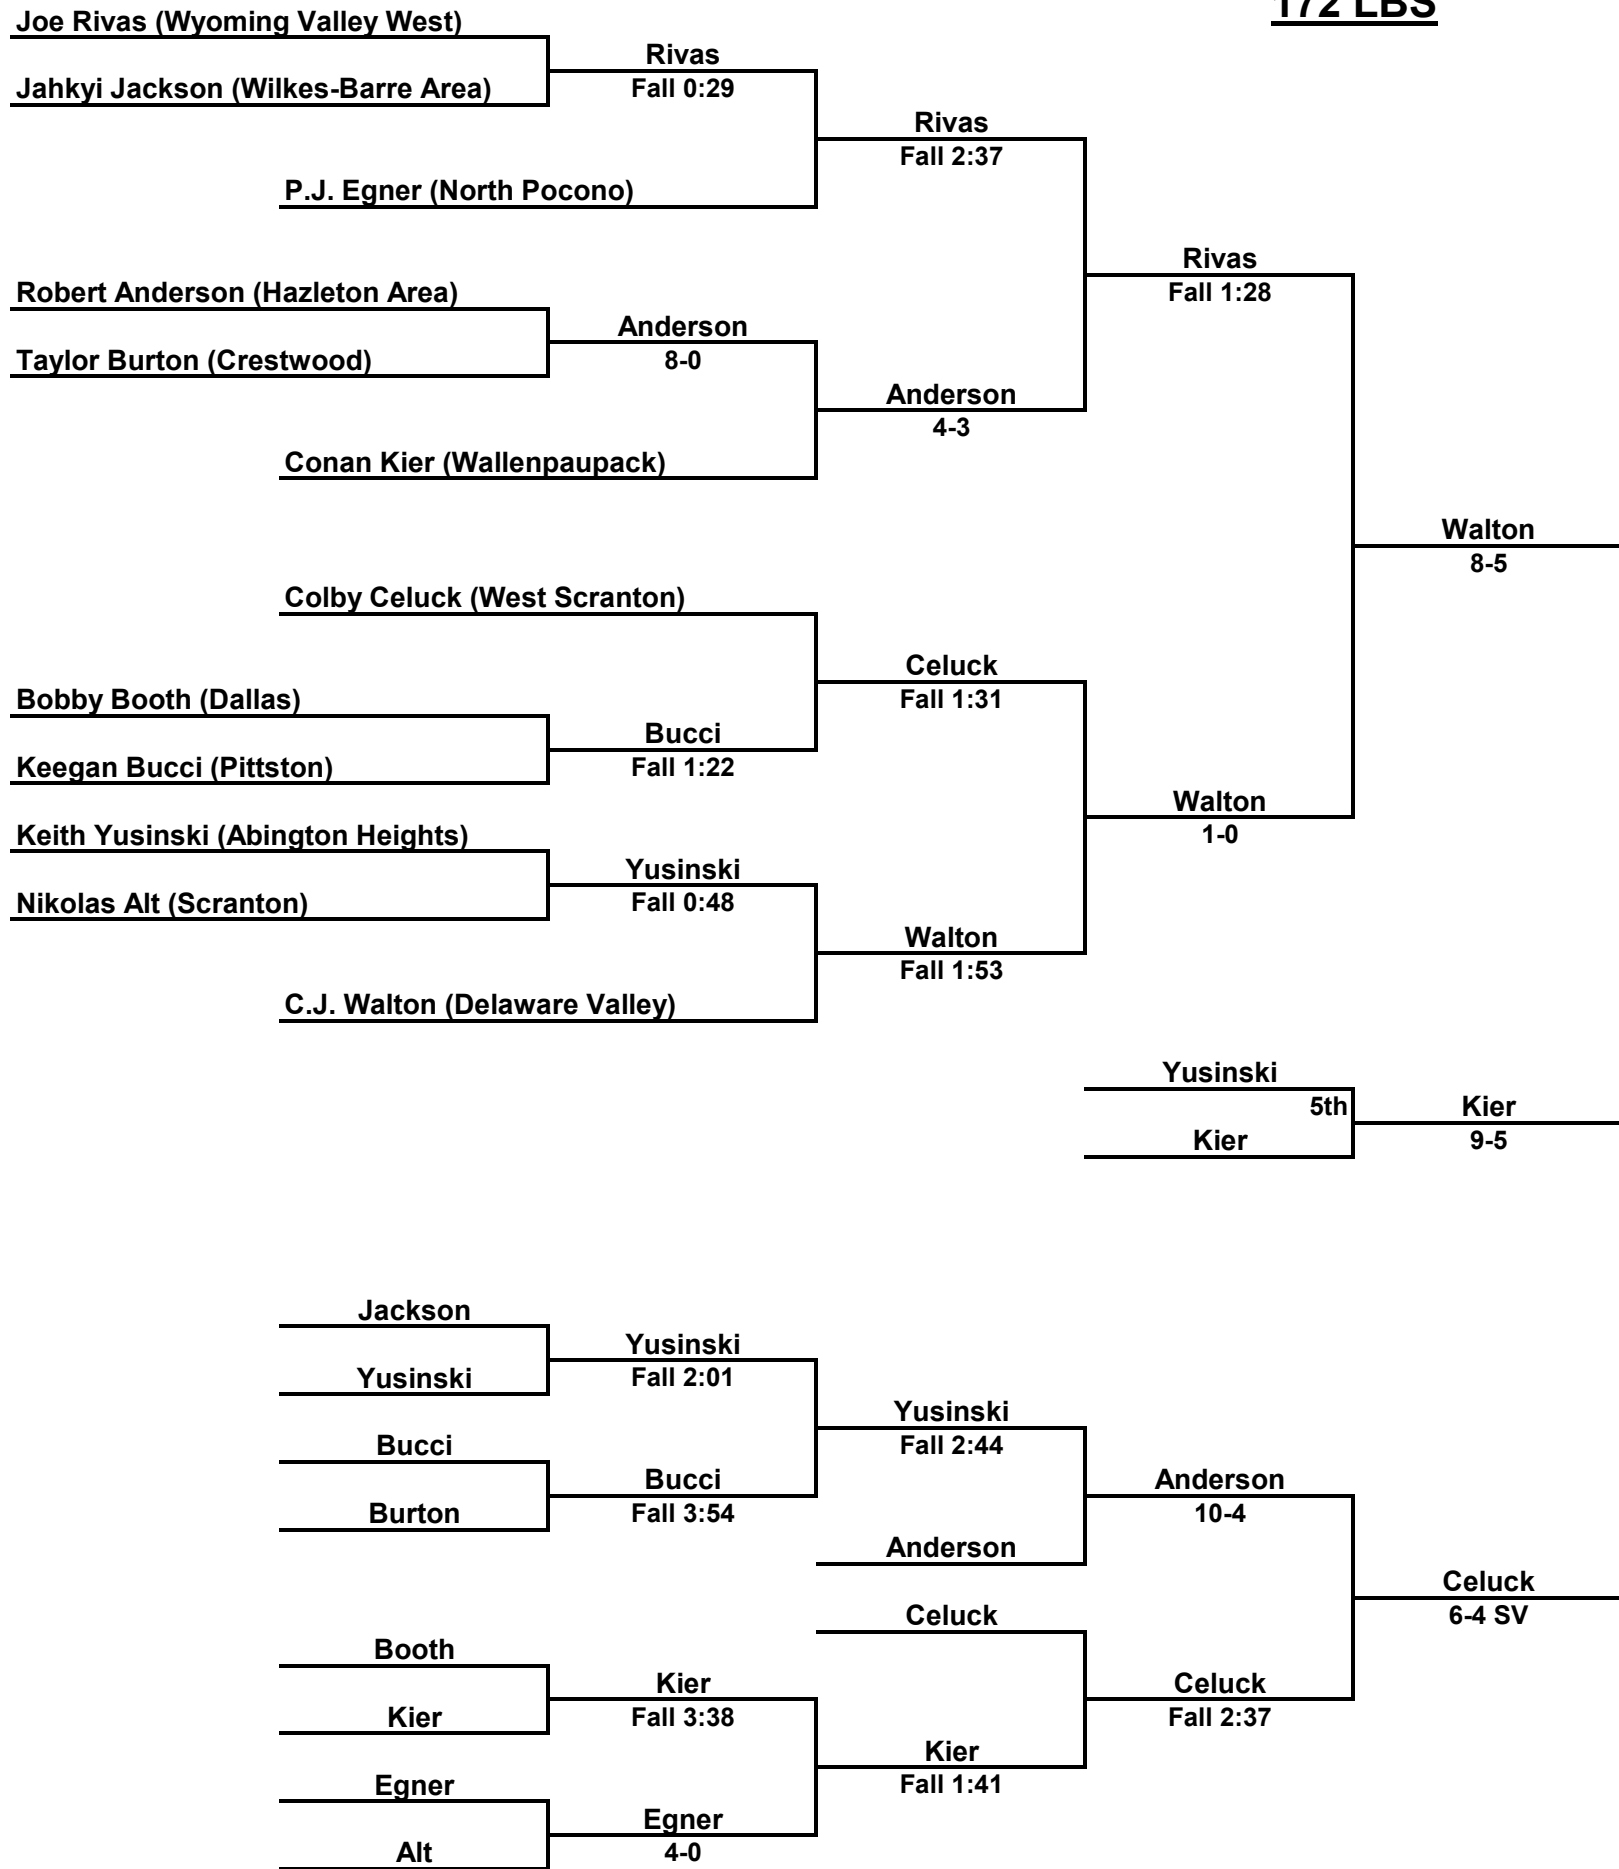 172 LBS
Joe Rivas (Wyoming Valley West)
Rivas
Jahkyi Jackson (Wilkes-Barre Area)
Fall 0:29
Rivas
Fall 2:37
P.J. Egner (North Pocono)
Rivas
Robert Anderson (Hazleton Area)
Fall 1:28
Anderson
Taylor Burton (Crestwood)
8-0
Anderson
4-3
Conan Kier (Wallenpaupack)
Walton
8-5
Colby Celuck (West Scranton)
Celuck
Bobby Booth (Dallas)
Fall 1:31
Bucci
Keegan Bucci (Pittston)
Fall 1:22
Walton
Keith Yusinski (Abington Heights)
1-0
Yusinski
Nikolas Alt (Scranton)
Fall 0:48
Walton
Fall 1:53
C.J. Walton (Delaware Valley)
Yusinski
5th
Kier
Kier
9-5
Jackson
Yusinski
Yusinski
Fall 2:01
Yusinski
Bucci
Fall 2:44
Bucci
Anderson
Burton
Fall 3:54
10-4
Anderson
Celuck
Celuck
6-4 SV
Booth
Kier
Celuck
Kier
Fall 3:38
Fall 2:37
Kier
Egner
Fall 1:41
Egner
Alt
4-0